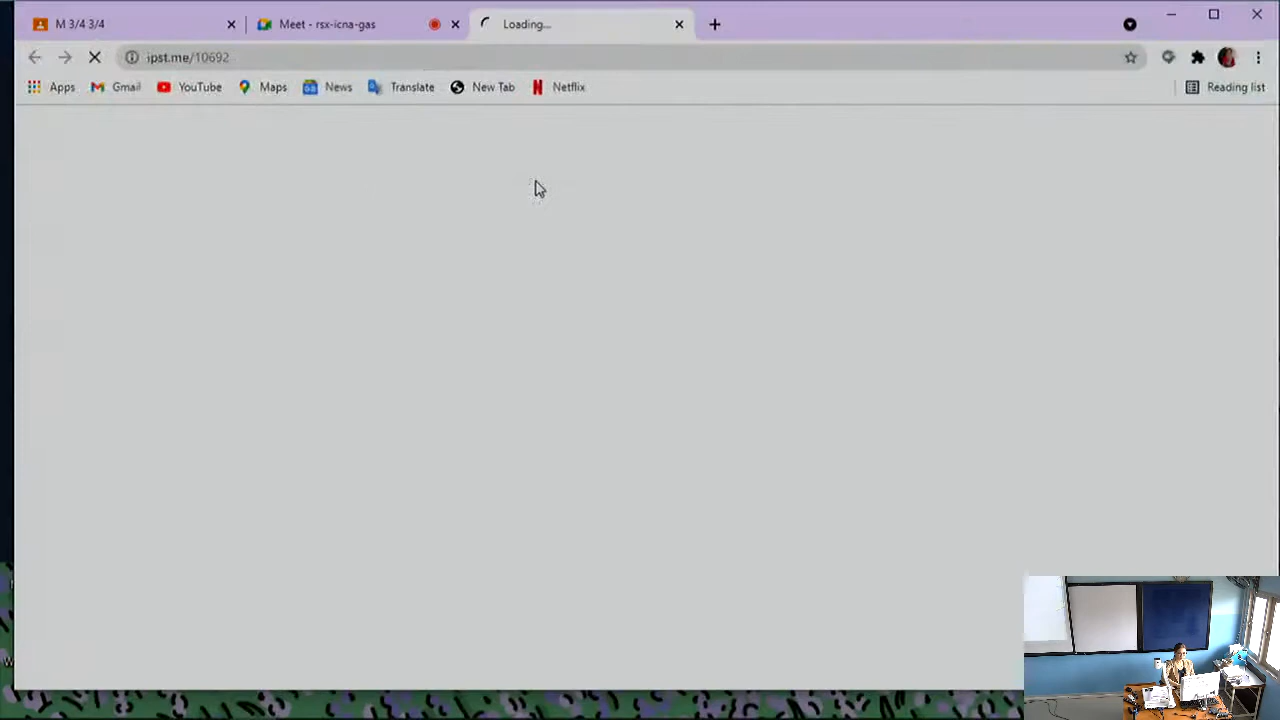 M 3/4 3/4
Meet - rsx-icna-gas
Loading...
ipst.me/10692
Apps
Gmail
YouTube
Maps
News
Translate
New Tab
Netflix
Reading list